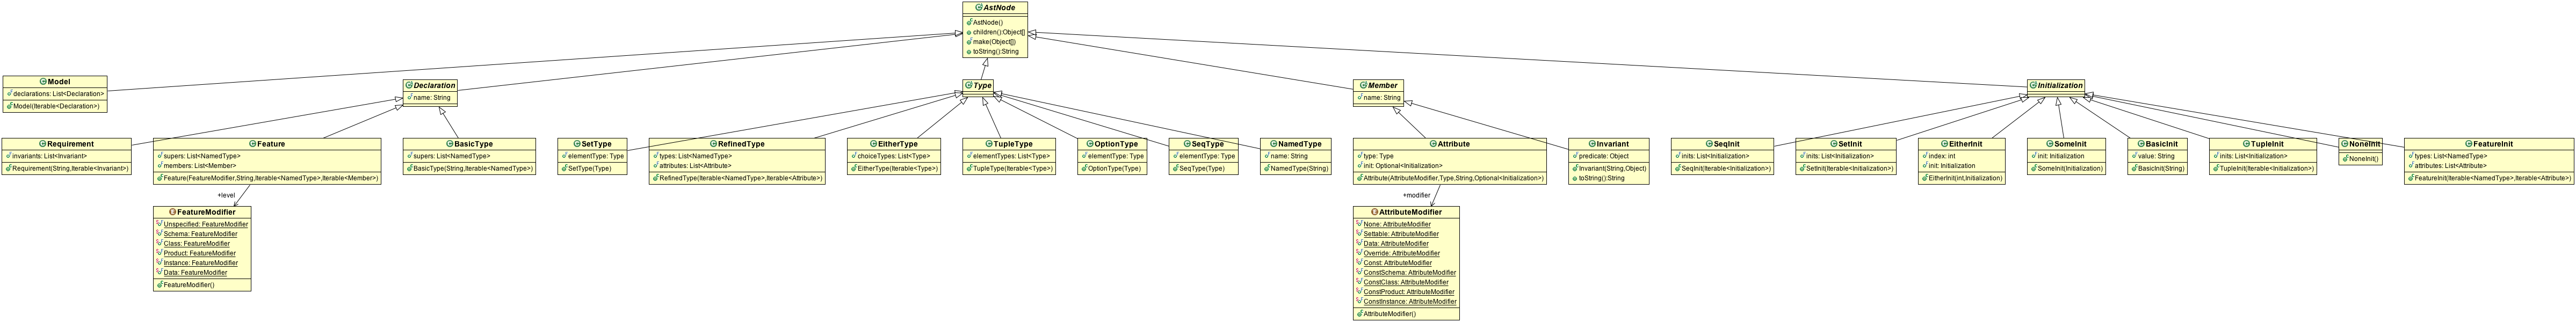 AstNode
AstNode()
children():Object[]
make(Object[])
toString():String
Model
declarations: List<Declaration>
Model(Iterable<Declaration>)
Declaration
name: String
Type
Member
name: String
Initialization
Requirement
invariants: List<Invariant>
Requirement(String,Iterable<Invariant>)
Feature
supers: List<NamedType>
members: List<Member>
Feature(FeatureModifier,String,Iterable<NamedType>,Iterable<Member>)
BasicType
supers: List<NamedType>
BasicType(String,Iterable<NamedType>)
SetType
elementType: Type
SetType(Type)
RefinedType
types: List<NamedType>
attributes: List<Attribute>
RefinedType(Iterable<NamedType>,Iterable<Attribute>)
EitherType
choiceTypes: List<Type>
EitherType(Iterable<Type>)
TupleType
elementTypes: List<Type>
TupleType(Iterable<Type>)
OptionType
elementType: Type
OptionType(Type)
SeqType
elementType: Type
SeqType(Type)
NamedType
name: String
NamedType(String)
Attribute
type: Type
init: Optional<Initialization>
Attribute(AttributeModifier,Type,String,Optional<Initialization>)
Invariant
predicate: Object
Invariant(String,Object)
toString():String
SeqInit
inits: List<Initialization>
SeqInit(Iterable<Initialization>)
SetInit
inits: List<Initialization>
SetInit(Iterable<Initialization>)
EitherInit
index: int
init: Initialization
EitherInit(int,Initialization)
SomeInit
init: Initialization
SomeInit(Initialization)
BasicInit
value: String
BasicInit(String)
TupleInit
inits: List<Initialization>
TupleInit(Iterable<Initialization>)
NoneInit
NoneInit()
FeatureInit
types: List<NamedType>
attributes: List<Attribute>
FeatureInit(Iterable<NamedType>,Iterable<Attribute>)
+level
+modifier
FeatureModifier
Unspecified: FeatureModifier
Schema: FeatureModifier
Class: FeatureModifier
Product: FeatureModifier
Instance: FeatureModifier
Data: FeatureModifier
FeatureModifier()
AttributeModifier
None: AttributeModifier
Settable: AttributeModifier
Data: AttributeModifier
Override: AttributeModifier
Const: AttributeModifier
ConstSchema: AttributeModifier
ConstClass: AttributeModifier
ConstProduct: AttributeModifier
ConstInstance: AttributeModifier
AttributeModifier()